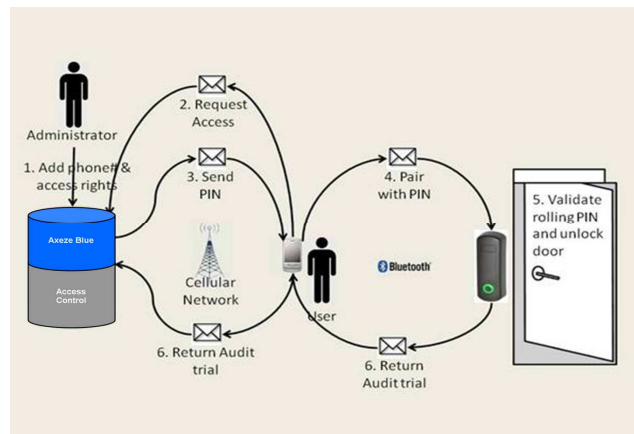 Administrator
1. Add phone# &
access rights
2. Request
Access
3. Send
PIN
4. Pair
with PIN
5. Validate
rolling PIN
and unlock
door
Axeze Blue
Access
Control
Cellular
Network
Bluetooth
User
6. Return Audit
trial
6. Return
Audit trial